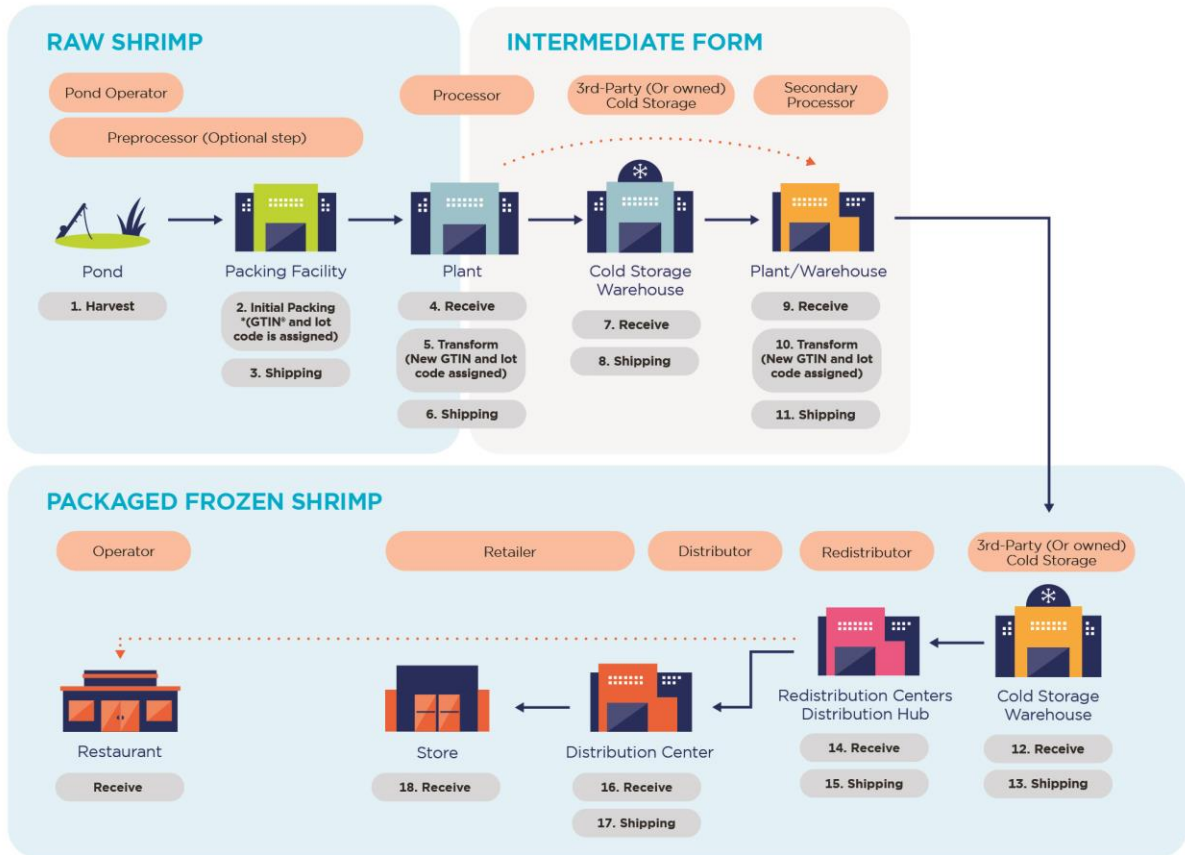 RAW SHRIMP
Pond Operator
Preprocessor (Optional step)
Processor
INTERMEDIATE FORM
3rd-Party (Or owned)
Cold Storage
Secondary
Processor
Pond
1. Harvest
Packing Facility
2. Initial Packing
*(GTIN® and lot
code is assigned)
3. Shipping
Plant
4. Receive
5. Transform
(New GTIN and lot
code assigned)
6. Shipping
Cold Storage
Warehouse
7. Receive
8. Shipping
Plant/Warehouse
9. Receive
10. Transform
(New GTIN and lot
code assigned)
11. Shipping
PACKAGED FROZEN SHRIMP
Operator
Retailer
Distributor
Redistributor
3rd-Party (Or owned)
Cold Storage
Restaurant
Receive
Store
18. Receive
Distribution Center
16. Receive
17. Shipping
Redistribution Centers
Distribution Hub
14. Receive
15. Shipping
Cold Storage
Warehouse
12. Receive
13. Shipping